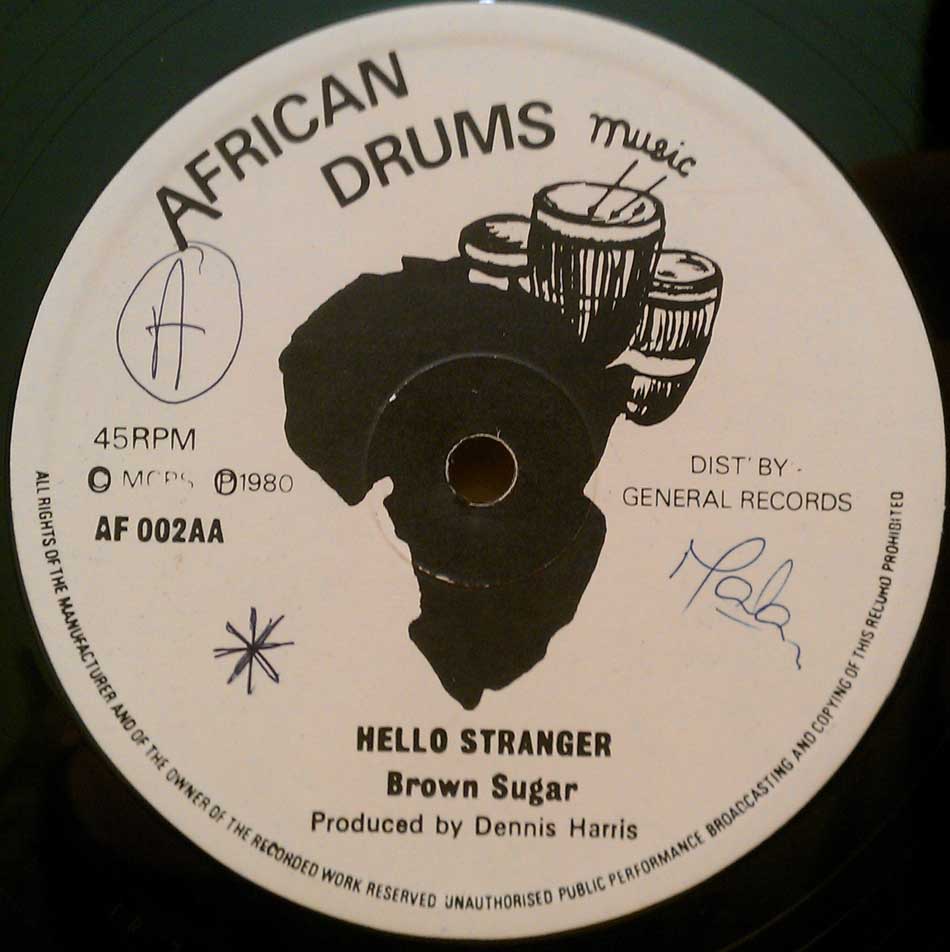 AFRICAN
DRUMS music
A
45RPM
© MCPS ℗1980
AF 002AA
DIST' BY
GENERAL RECORDS
HELLO STRANGER
Brown Sugar
Produced by Dennis Harris
ALL RIGHTS OF THE MANUFACTURER AND OF THE OWNER OF THE RECORDED WORK RESERVED UNAUTHORISED PUBLIC PERFORMANCE BROADCASTING AND COPYING OF THIS RECORD PROHIBITED